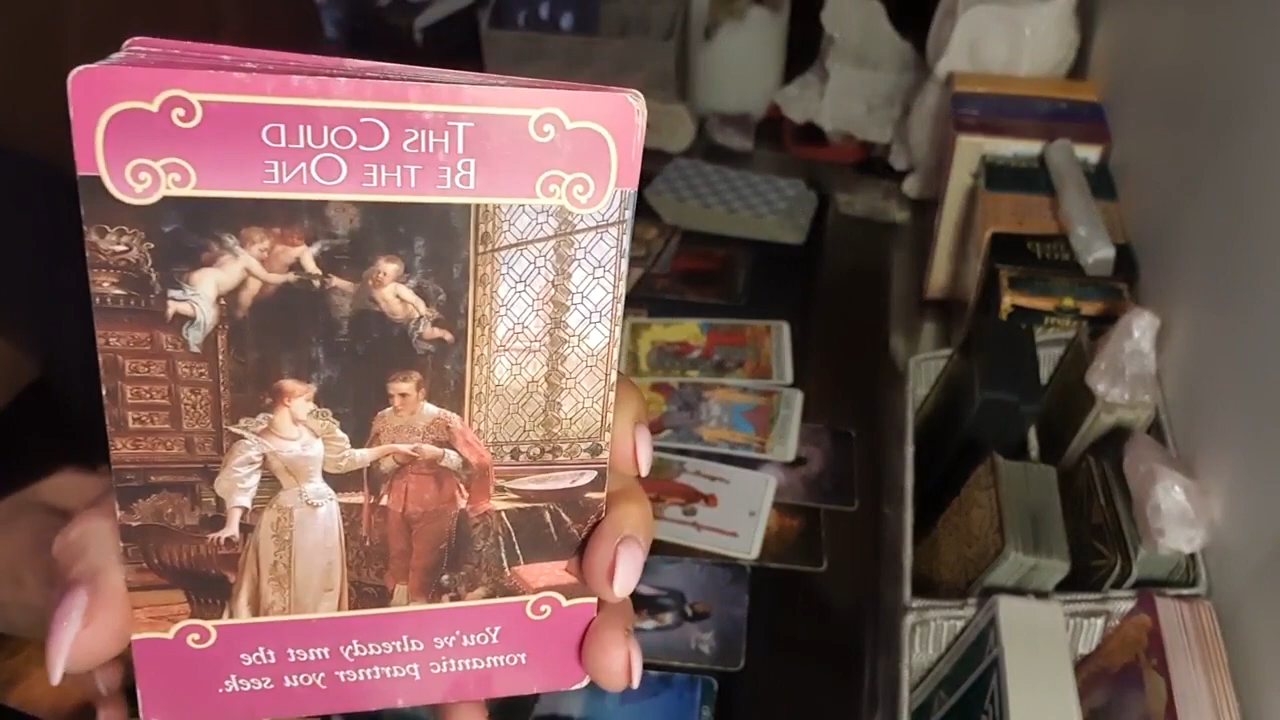 THIS COULD
BE THE ONE
You've already met the
romantic partner you seek.